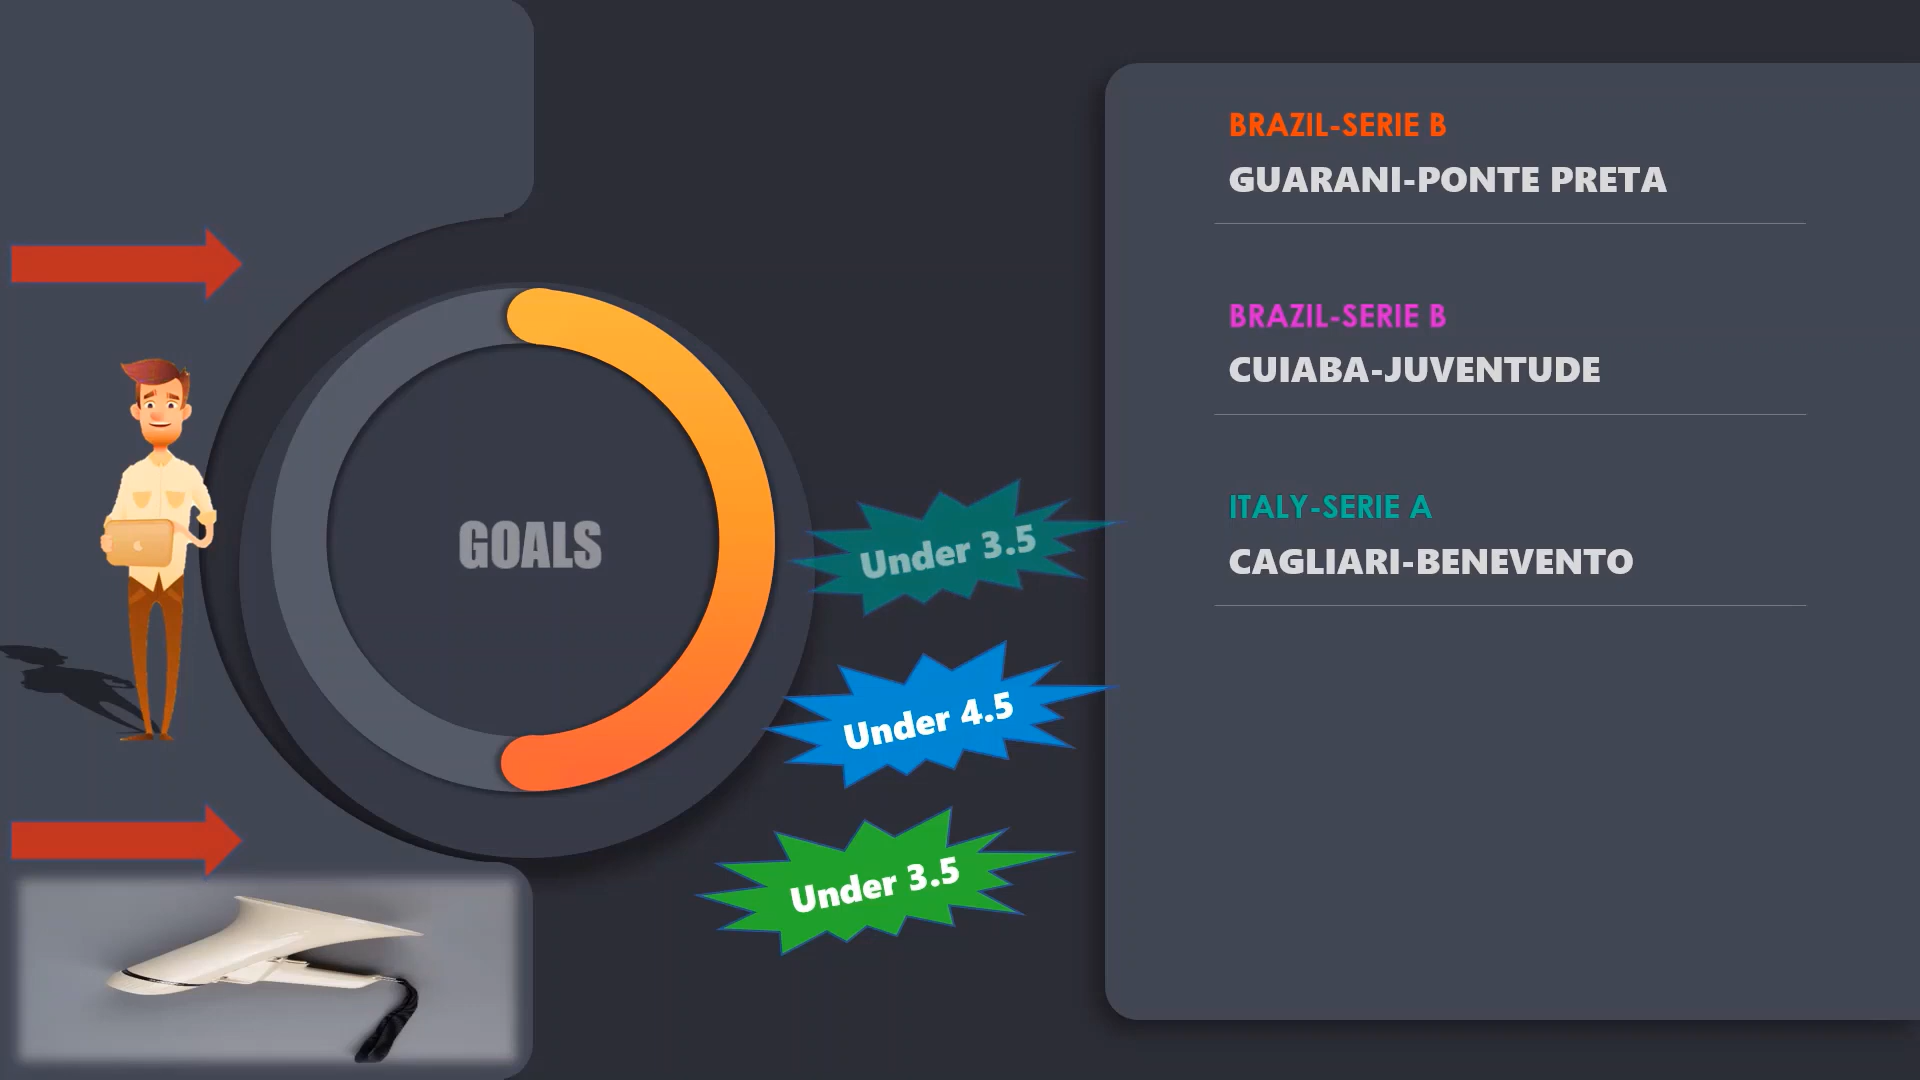 GOALS
Under 3.5
Under 4.5
Under 3.5
BRAZIL-SERIE B
GUARANI-PONTE PRETA
BRAZIL-SERIE B
CUIABA-JUVENTUDE
ITALY-SERIE A
CAGLIARI-BENEVENTO